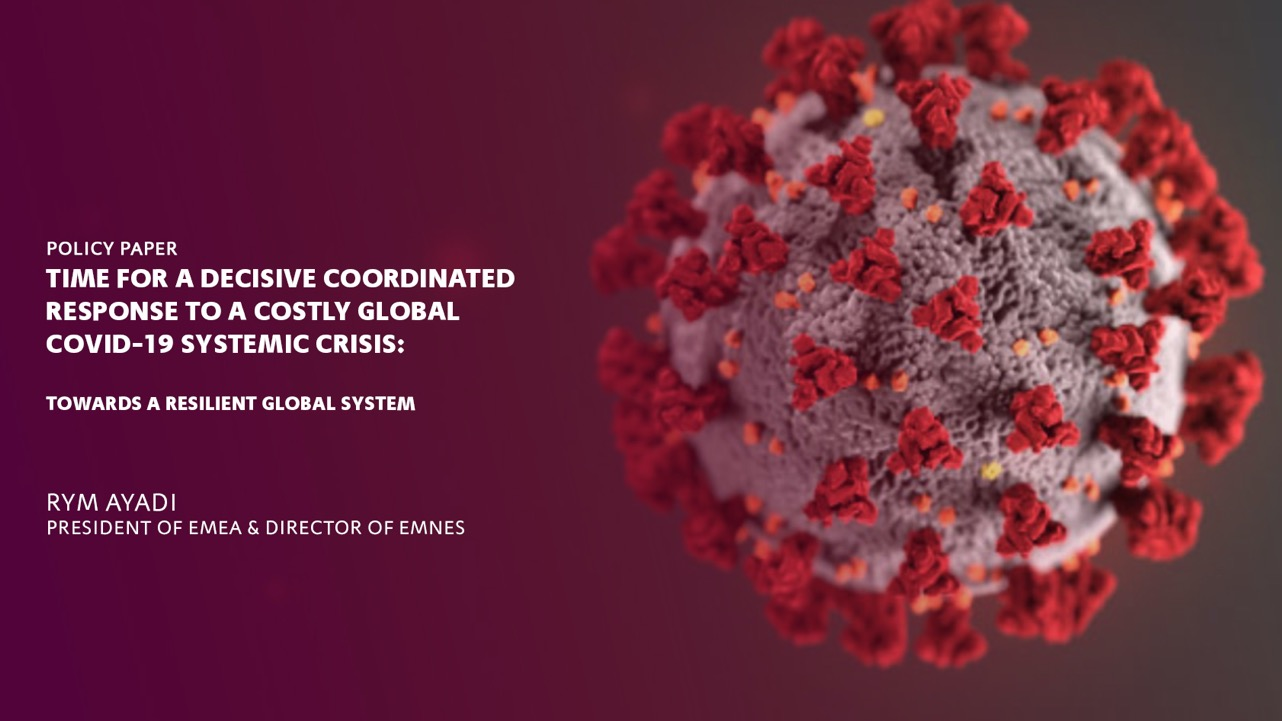 POLICY PAPER
TIME FOR A DECISIVE COORDINATED
RESPONSE TO A COSTLY GLOBAL
COVID-19 SYSTEMIC CRISIS:
TOWARDS A RESILIENT GLOBAL SYSTEM
RYM AYADI
PRESIDENT OF EMEA & DIRECTOR OF EMNES